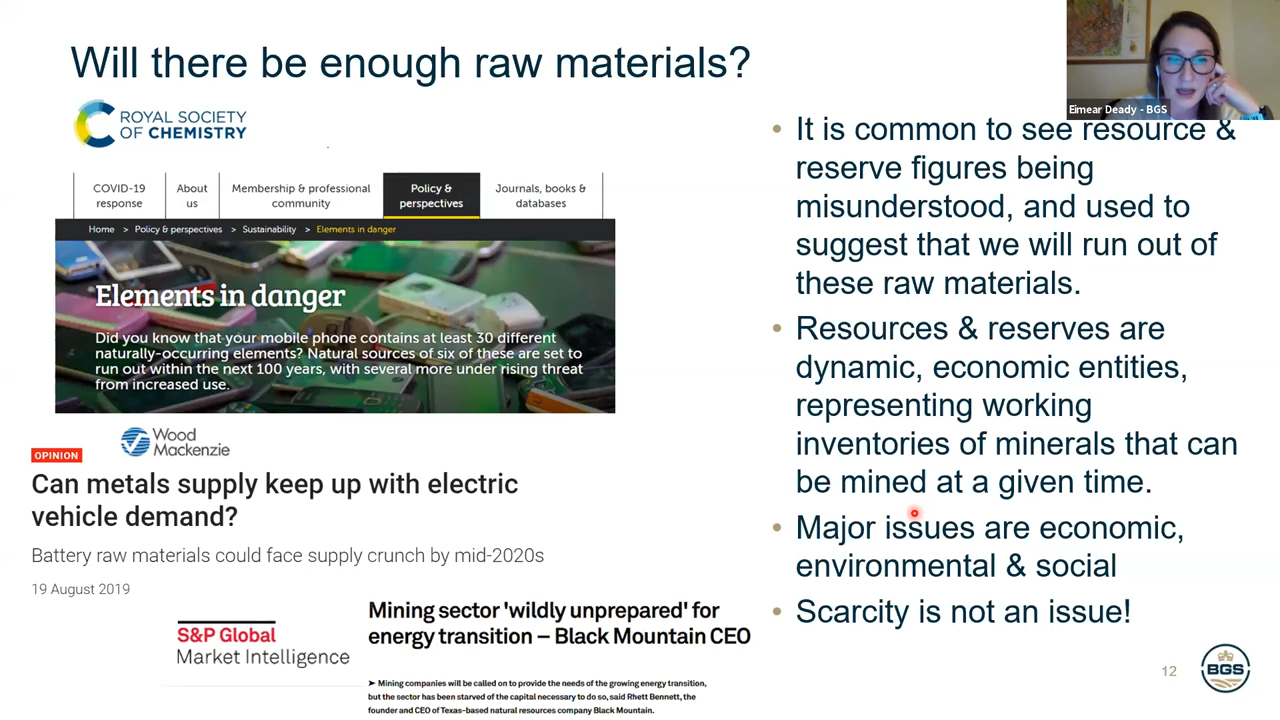 Will there be enough raw materials?
Eimear Deady - BGS
ROYAL SOCIETY
OF CHEMISTRY
COVID-19
response
About
us
Membership & professional
community
Policy &
perspectives
Journals, books &
databases
Home > Policy & perspectives > Sustainability > Elements in danger
Elements in danger
Did you know that your mobile phone contains at least 30 different
naturally-occurring elements? Natural sources of six of these are set to
run out within the next 100 years, with several more under rising threat
from increased use.
Wood
Mackenzie
OPINION
Can metals supply keep up with electric
vehicle demand?
Battery raw materials could face supply crunch by mid-2020s
19 August 2019
S&P Global
Market Intelligence
Mining sector 'wildly unprepared' for
energy transition – Black Mountain CEO
➤ Mining companies will be called on to provide the needs of the growing energy transition,
but the sector has been starved of the capital necessary to do so, said Rhett Bennett, the
founder and CEO of Texas-based natural resources company Black Mountain.
• It is common to see resource &
reserve figures being
misunderstood, and used to
suggest that we will run out of
these raw materials.
• Resources & reserves are
dynamic, economic entities,
representing working
inventories of minerals that can
be mined at a given time.
• Major issues are economic,
environmental & social
• Scarcity is not an issue!
12
BGS